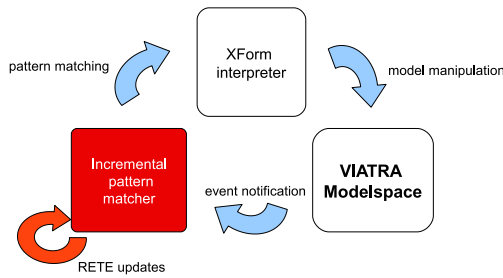 XForm
interpreter
pattern matching
model manipulation
Incremental
pattern
matcher
VIATRA
Modelspace
event notification
RETE updates